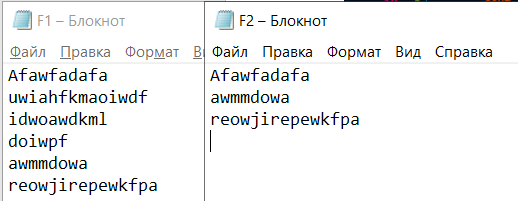 F1 – Блокнот
Файл Правка Формат В
Afawfadafa
uwiahfkmaoiwdf
idwoawdkml
doiwpf
awmmdowa
reowjirepewkfpa
F2 – Блокнот
Файл Правка Формат Вид Справка
Afawfadafa
awmmdowa
reowjirepewkfpa